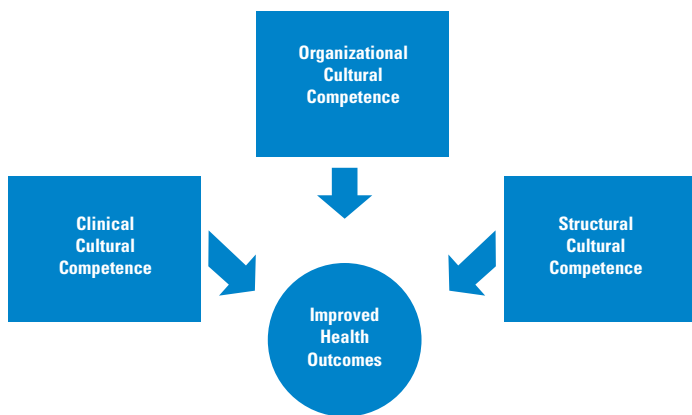 Organizational
Cultural
Competence
Clinical
Cultural
Competence
Structural
Cultural
Competence
Improved
Health
Outcomes